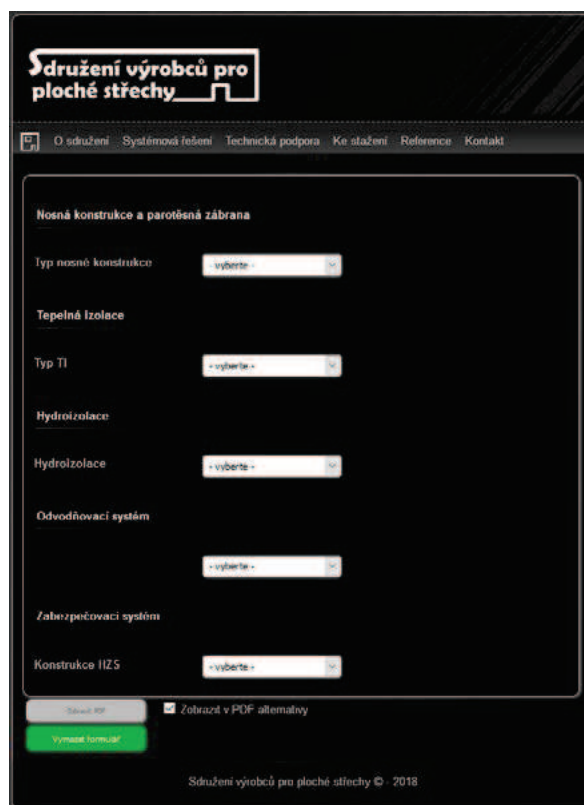 Sdružení výrobců pro
ploché střechy
O sdružení Systémová řešení Technická podpora Ke stažení Reference Kontakt
Nosná konstrukce a parotěsná zábrana
Typ nosné konstrukce - vyberte -
Tepelná Izolace
Typ TI - vyberte -
Hydroizolace
Hydroizolace - vyberte -
Odvodňovací systém
- vyberte -
Zabezpečovací systém
Konstrukce HZS - vyberte -
Zobrazit v PDF alternativy
Vymazat formulář
Sdružení výrobců pro ploché střechy © - 2018